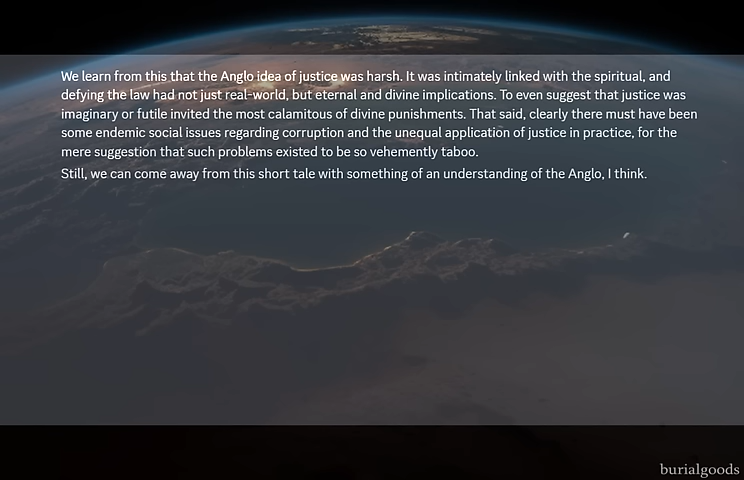 We learn from this that the Anglo idea of justice was harsh. It was intimately linked with the spiritual, and
defying the law had not just real-world, but eternal and divine implications. To even suggest that justice was
imaginary or futile invited the most calamitous of divine punishments. That said, clearly there must have been
some endemic social issues regarding corruption and the unequal application of justice in practice, for the
mere suggestion that such problems existed to be so vehemently taboo.
Still, we can come away from this short tale with something of an understanding of the Anglo, I think.
burialgoods